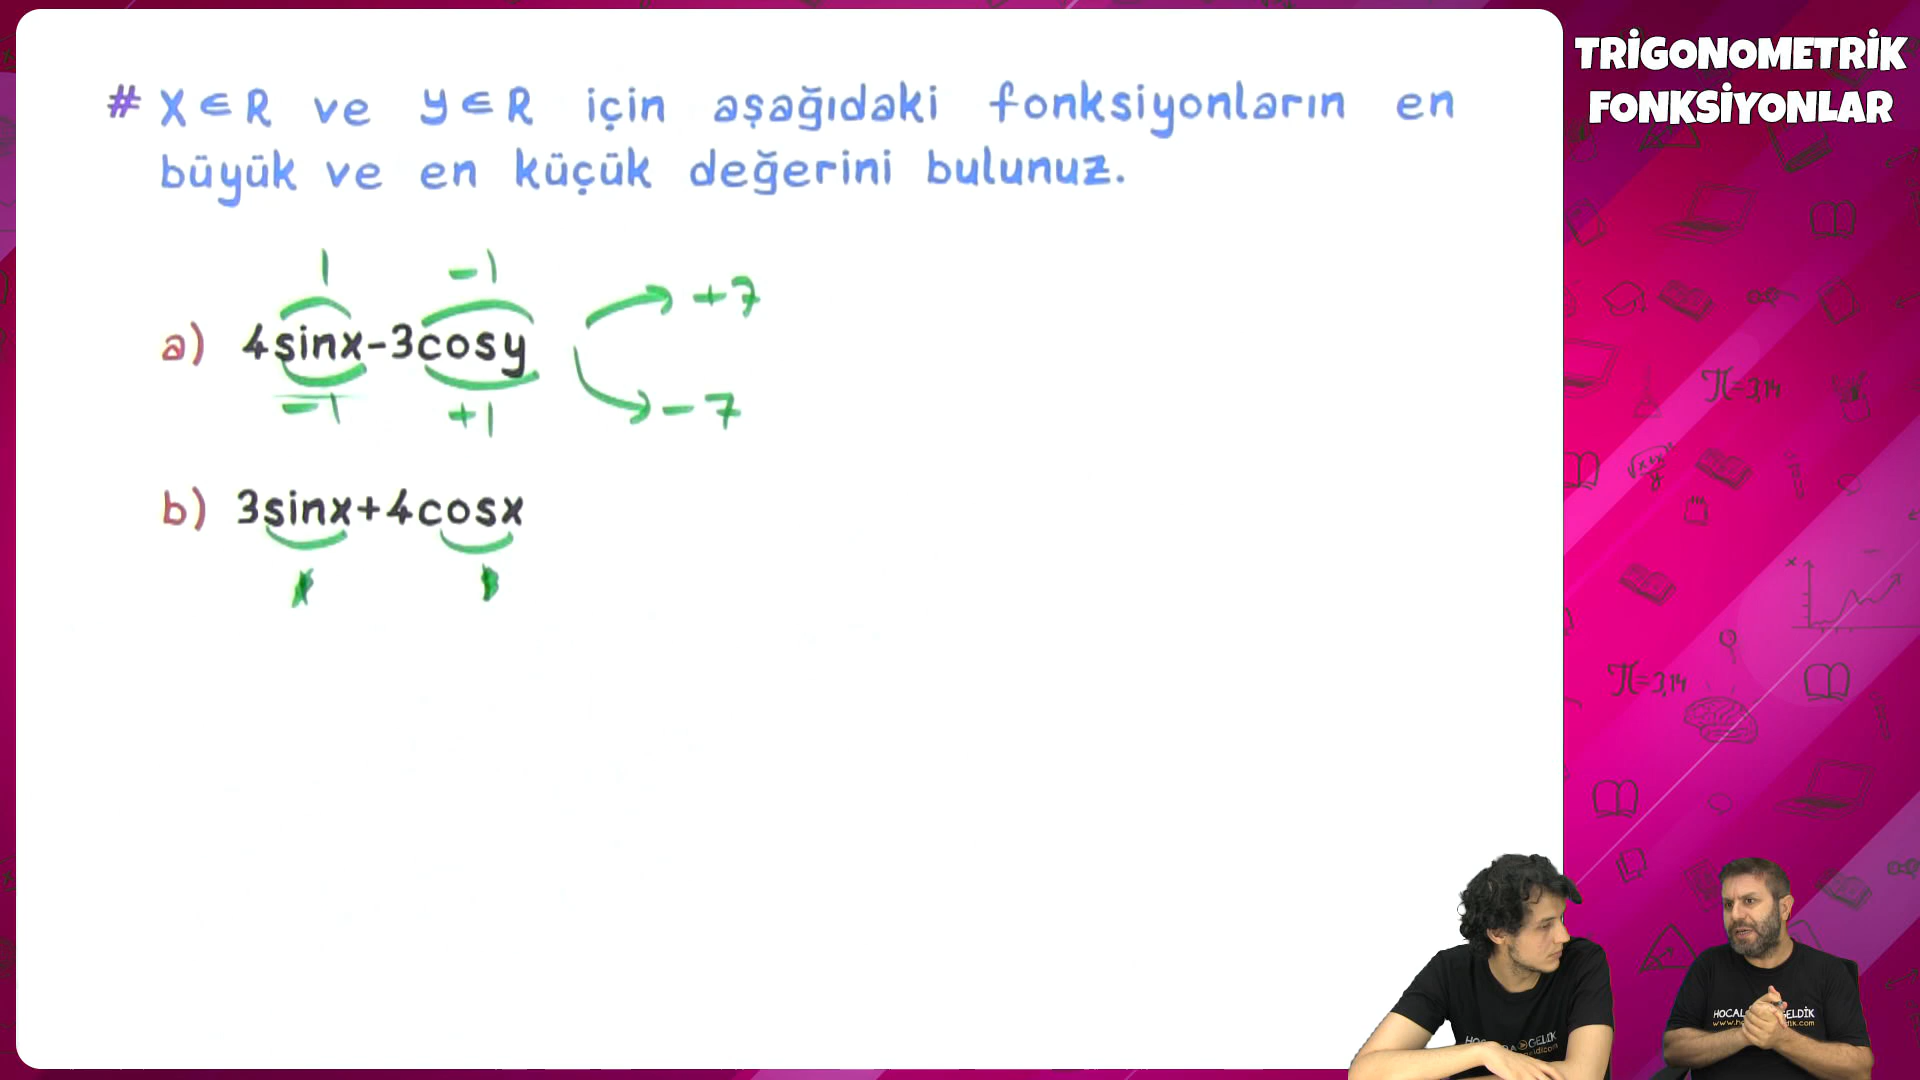 TRİGONOMETRİK
FONKSİYONLAR
# X ∈ R ve y ∈ R için aşağıdaki fonksiyonların en
büyük ve en küçük değerini bulunuz.
1 -1
a) 4sinx-3cosy
-1 +1
+7
-7
b) 3sinx+4cosx
π=3,14
π=3,14